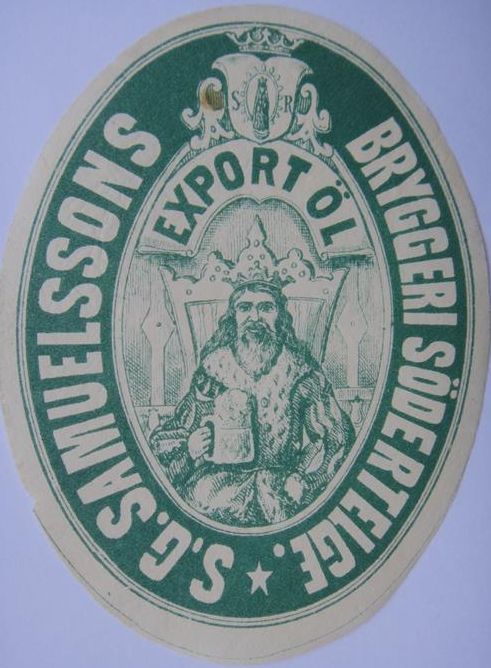 S R
EXPORT ÖL
S.G. SAMUELSSONS
BRYGGERI SÖDERTELGE.